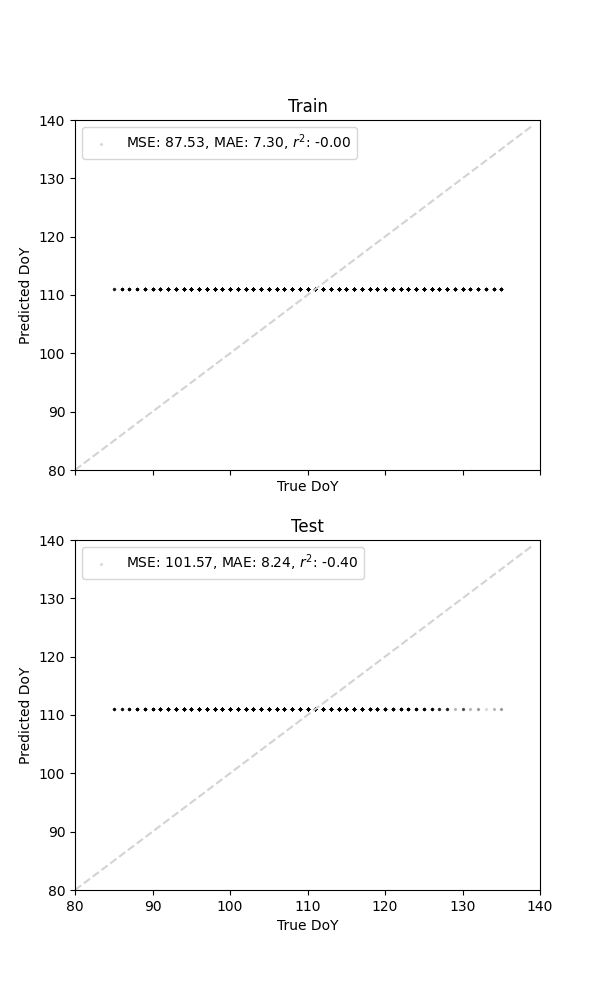 Train
140
MSE: 87.53, MAE: 7.30, r²: -0.00
130
120
110
100
90
80
Predicted DoY
True DoY
Test
140
MSE: 101.57, MAE: 8.24, r²: -0.40
130
120
110
100
90
80
Predicted DoY
80 90 100 110 120 130 140
True DoY